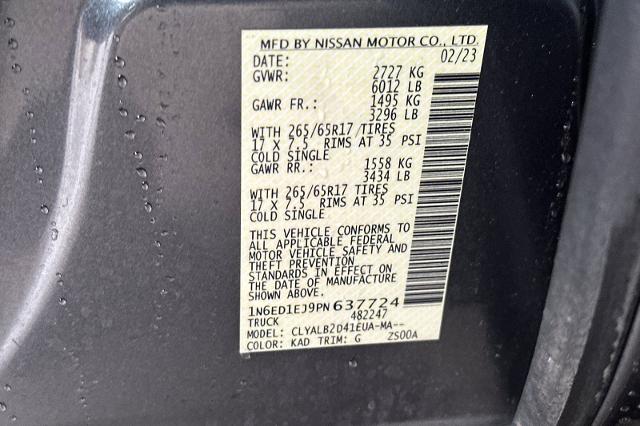 MFD BY NISSAN MOTOR CO., LTD.
DATE: 02/23
GVWR: 2727 KG
6012 LB
GAWR FR.: 1495 KG
3296 LB
WITH 265/65R17 TIRES
17 X 7.5 RIMS AT 35 PSI
COLD SINGLE
GAWR RR.: 1558 KG
3434 LB
WITH 265/65R17 TIRES
17 X 7.5 RIMS AT 35 PSI
COLD SINGLE
THIS VEHICLE CONFORMS TO
ALL APPLICABLE FEDERAL
MOTOR VEHICLE SAFETY AND
THEFT PREVENTION
STANDARDS IN EFFECT ON
THE DATE OF MANUFACTURE
SHOWN ABOVE.
1N6ED1EJ9PN637724
TRUCK 482247
MODEL: CLYALB2D41EUA-MA--
COLOR: KAD TRIM: G ZS00A